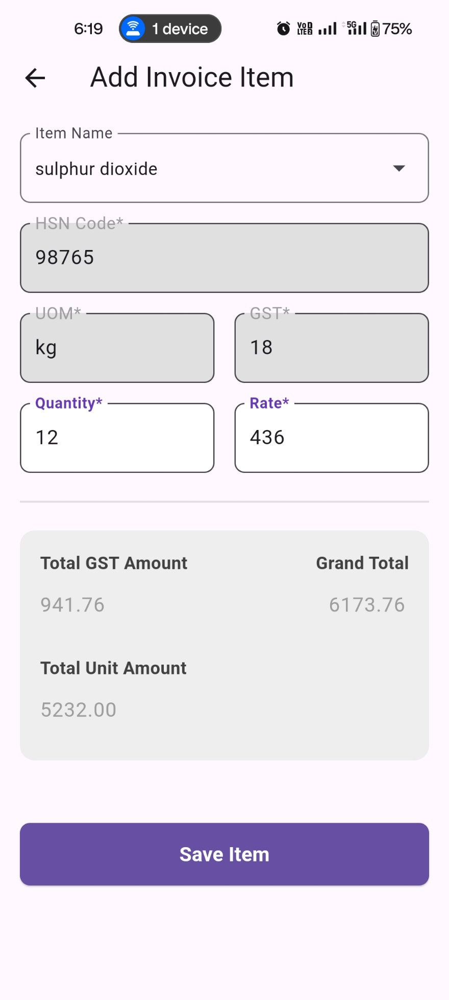 6:19 1 device VoD LTE2 5G 75%
Add Invoice Item
Item Name
sulphur dioxide
HSN Code*
98765
UOM* GST*
kg 18
Quantity* Rate*
12 436
Total GST Amount Grand Total
941.76 6173.76
Total Unit Amount
5232.00
Save Item